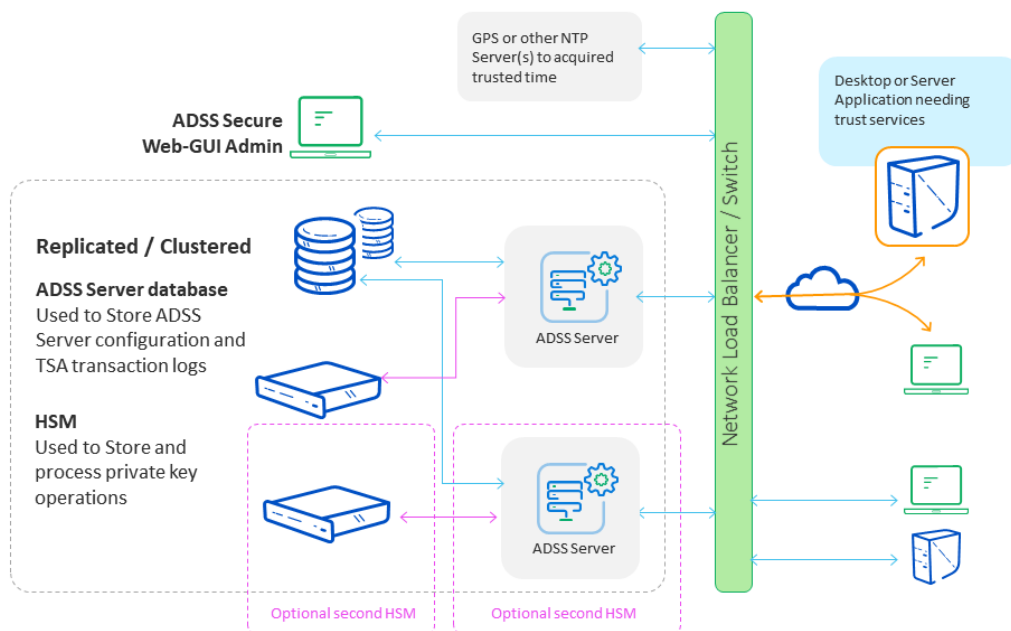 GPS or other NTP
Server(s) to acquired
trusted time
Desktop or Server
Application needing
trust services
ADSS Secure
Web-GUI Admin
Network Load Balancer / Switch
Replicated / Clustered
ADSS Server database
Used to Store ADSS
Server configuration and
TSA transaction logs
ADSS Server
HSM
Used to Store and
process private key
operations
ADSS Server
Optional second HSM
Optional second HSM